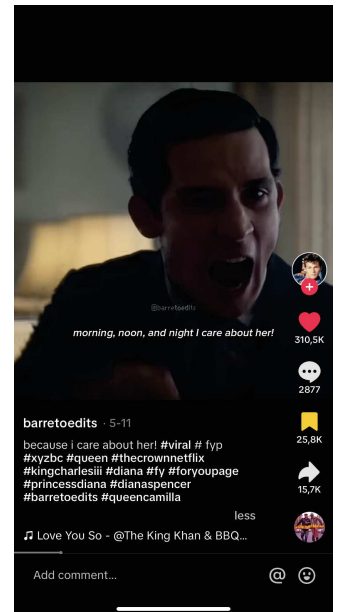 @barretoedits
morning, noon, and night I care about her!
310,5K
2877
25,8K
15,7K
barretoedits · 5-11
because i care about her! #viral # fyp
#xyzbc #queen #thecrownnetflix
#kingcharlesiii #diana #fy #foryoupage
#princessdiana #dianaspencer
#barretoedits #queencamilla
less
Love You So - @The King Khan & BBQ...
Add comment...